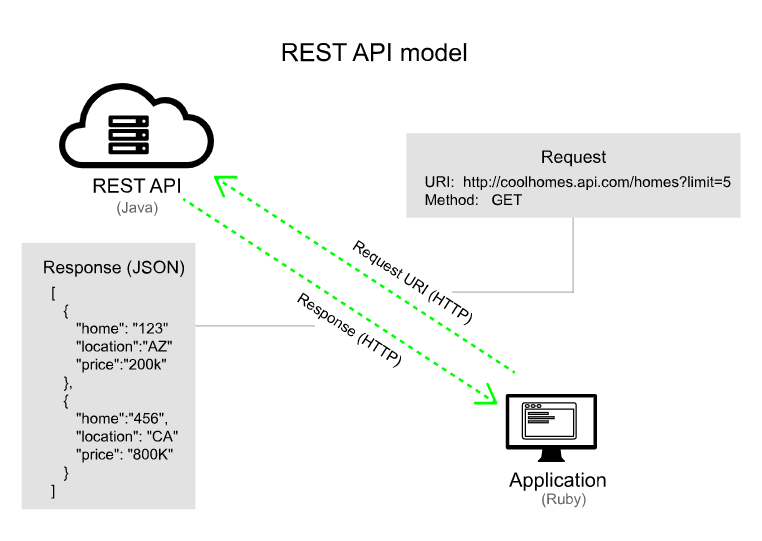 REST API model
REST API
(Java)
Request
URI:  http://coolhomes.api.com/homes?limit=5
Method:   GET
Request URI (HTTP)
Response (HTTP)
Response (JSON)
[
{
"home": "123"
"location":"AZ"
"price":"200k"
},
{
"home":"456",
"location": "CA"
"price": "800K"
}
]
Application
(Ruby)